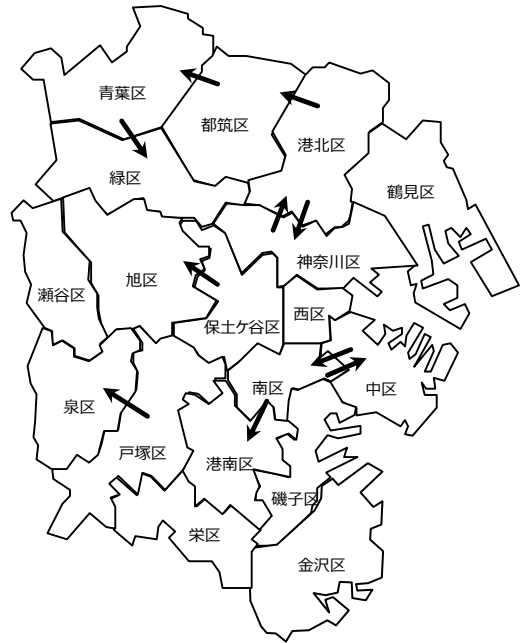 青葉区
都筑区
港北区
緑区
鶴見区
神奈川区
旭区
瀬谷区
西区
保土ケ谷区
南区
中区
泉区
戸塚区
港南区
磯子区
栄区
金沢区